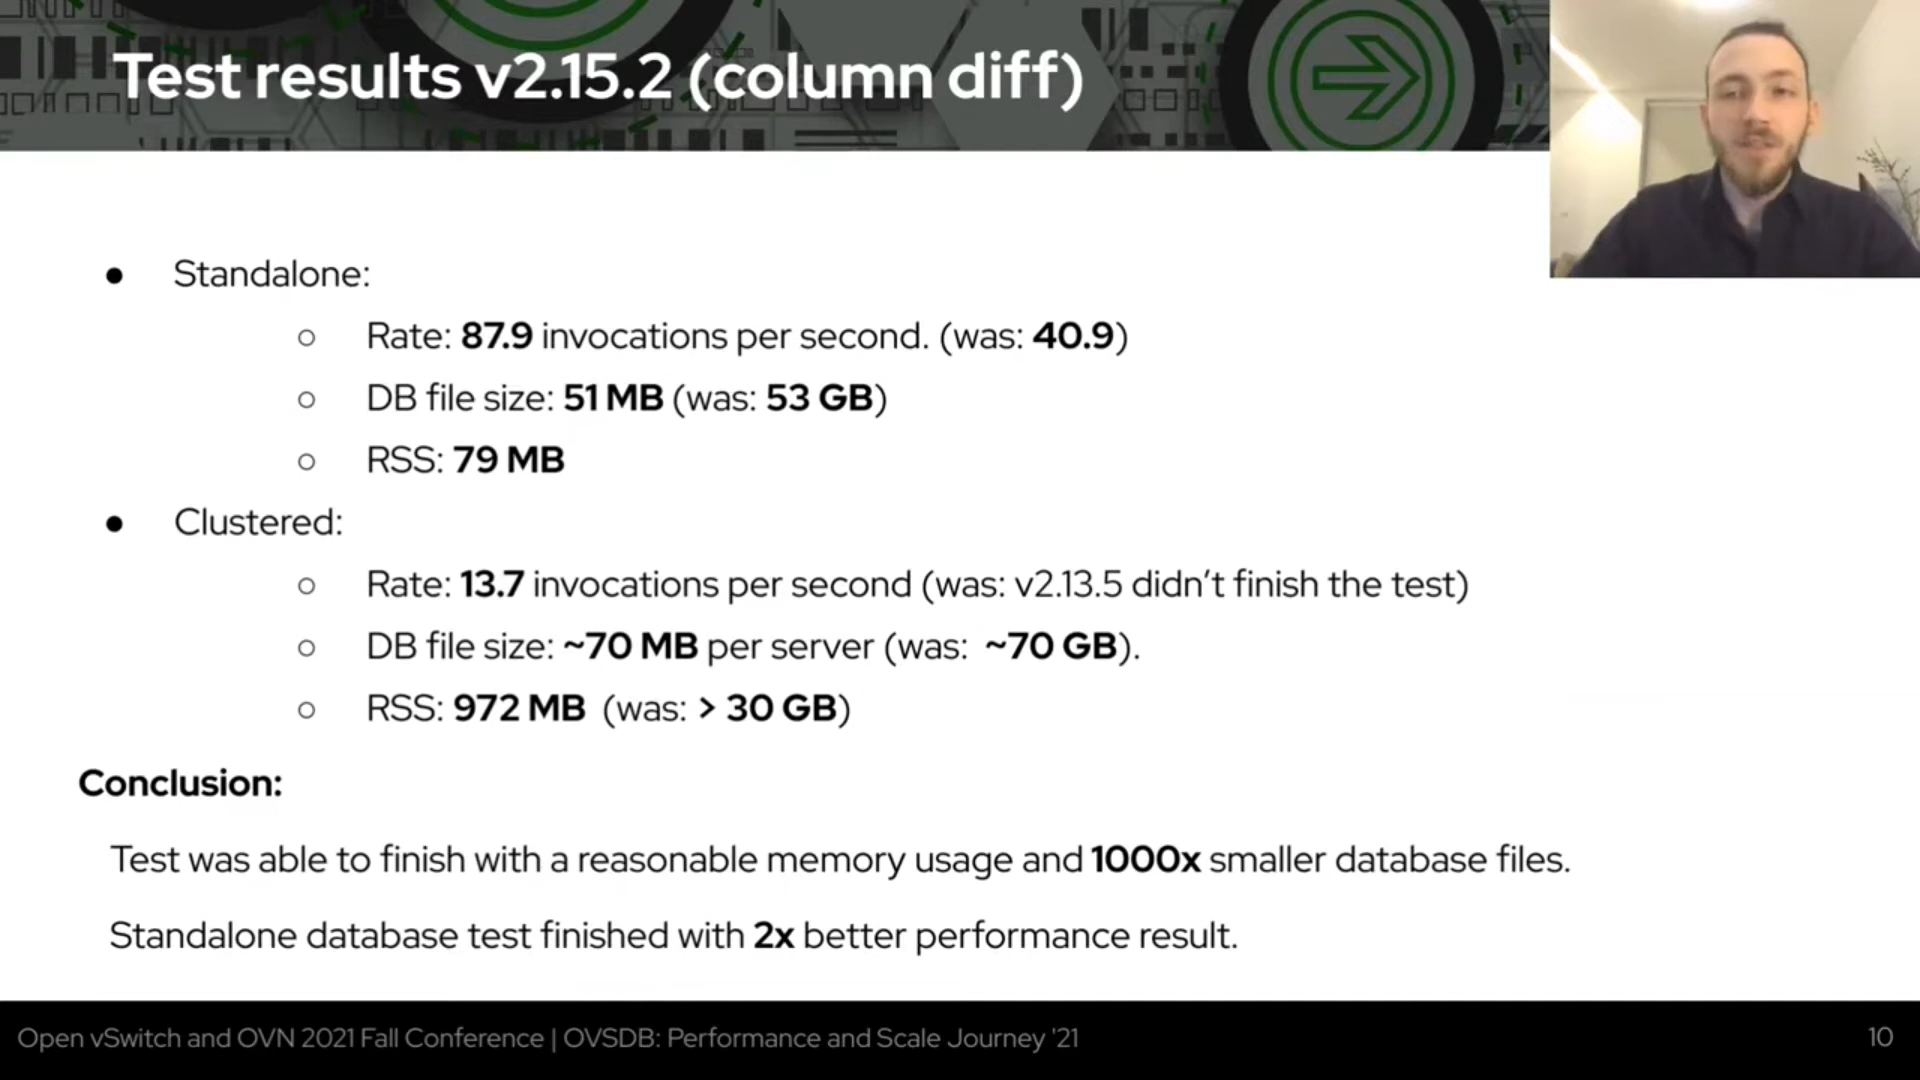 Test results v2.15.2 (column diff)
● Standalone:
○ Rate: 87.9 invocations per second. (was: 40.9)
○ DB file size: 51 MB (was: 53 GB)
○ RSS: 79 MB
● Clustered:
○ Rate: 13.7 invocations per second (was: v2.13.5 didn’t finish the test)
○ DB file size: ~70 MB per server (was: ~70 GB).
○ RSS: 972 MB (was: > 30 GB)
Conclusion:
Test was able to finish with a reasonable memory usage and 1000x smaller database files.
Standalone database test finished with 2x better performance result.
Open vSwitch and OVN 2021 Fall Conference | OVSDB: Performance and Scale Journey '21
10